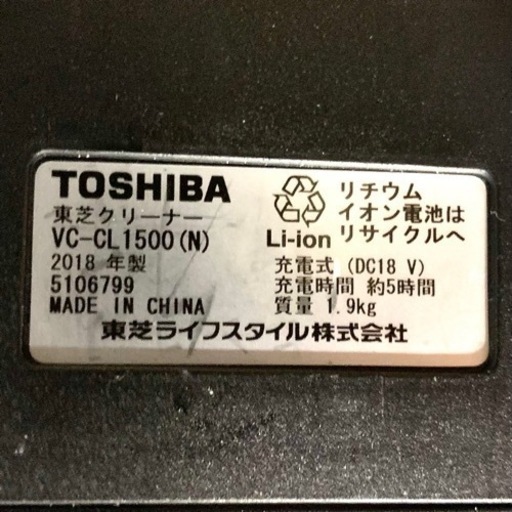 TOSHIBA
東芝クリーナー
VC-CL1500(N)
2018 年製
5106799
MADE IN CHINA
Li-ion
リチウム
イオン電池は
リサイクルへ
充電式 (DC18 V)
充電時間 約5時間
質量 1.9kg
東芝ライフスタイル株式会社